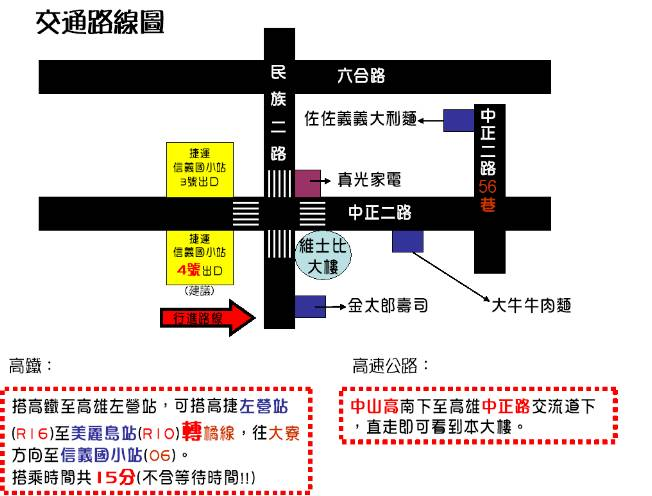 交通路線圖
民族二路
六合路
佐佐義義大利麵
中正二路56巷
捷運
信義國小站
3號出口
真光家電
中正二路
捷運
信義國小站
4號出口
(建議)
維士比
大樓
行進路線
金太郎壽司
大牛牛肉麵
高鐵：
搭高鐵至高雄左營站，可搭高捷左營站
(R16)至美麗島站(R10)轉橘線，往大寮
方向至信義國小站(O6)。
搭乘時間共15分(不含等待時間!!)
高速公路：
中山高南下至高雄中正路交流道下
，直走即可看到本大樓。